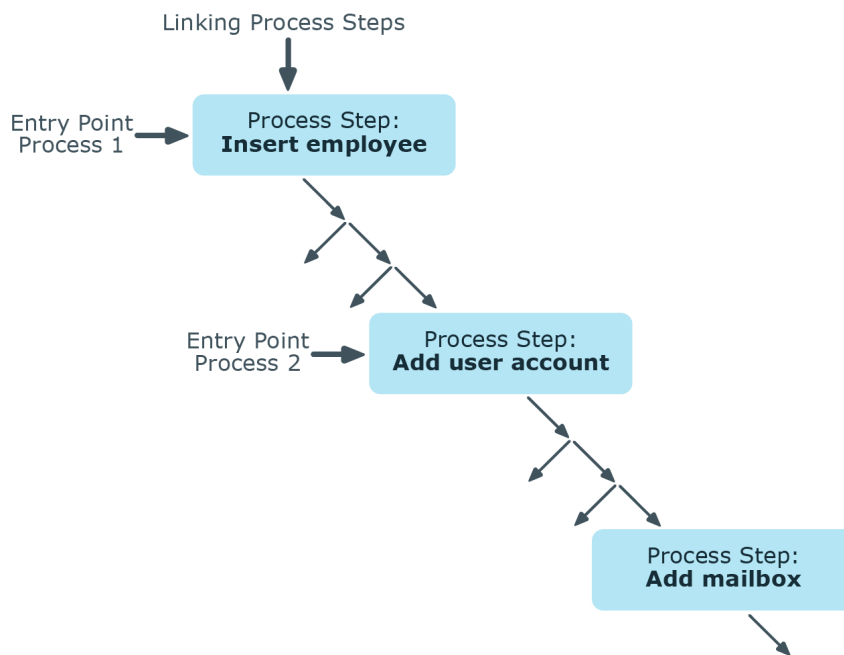 Linking Process Steps
Entry Point
Process 1
Process Step:
Insert employee
Entry Point
Process 2
Process Step:
Add user account
Process Step:
Add mailbox